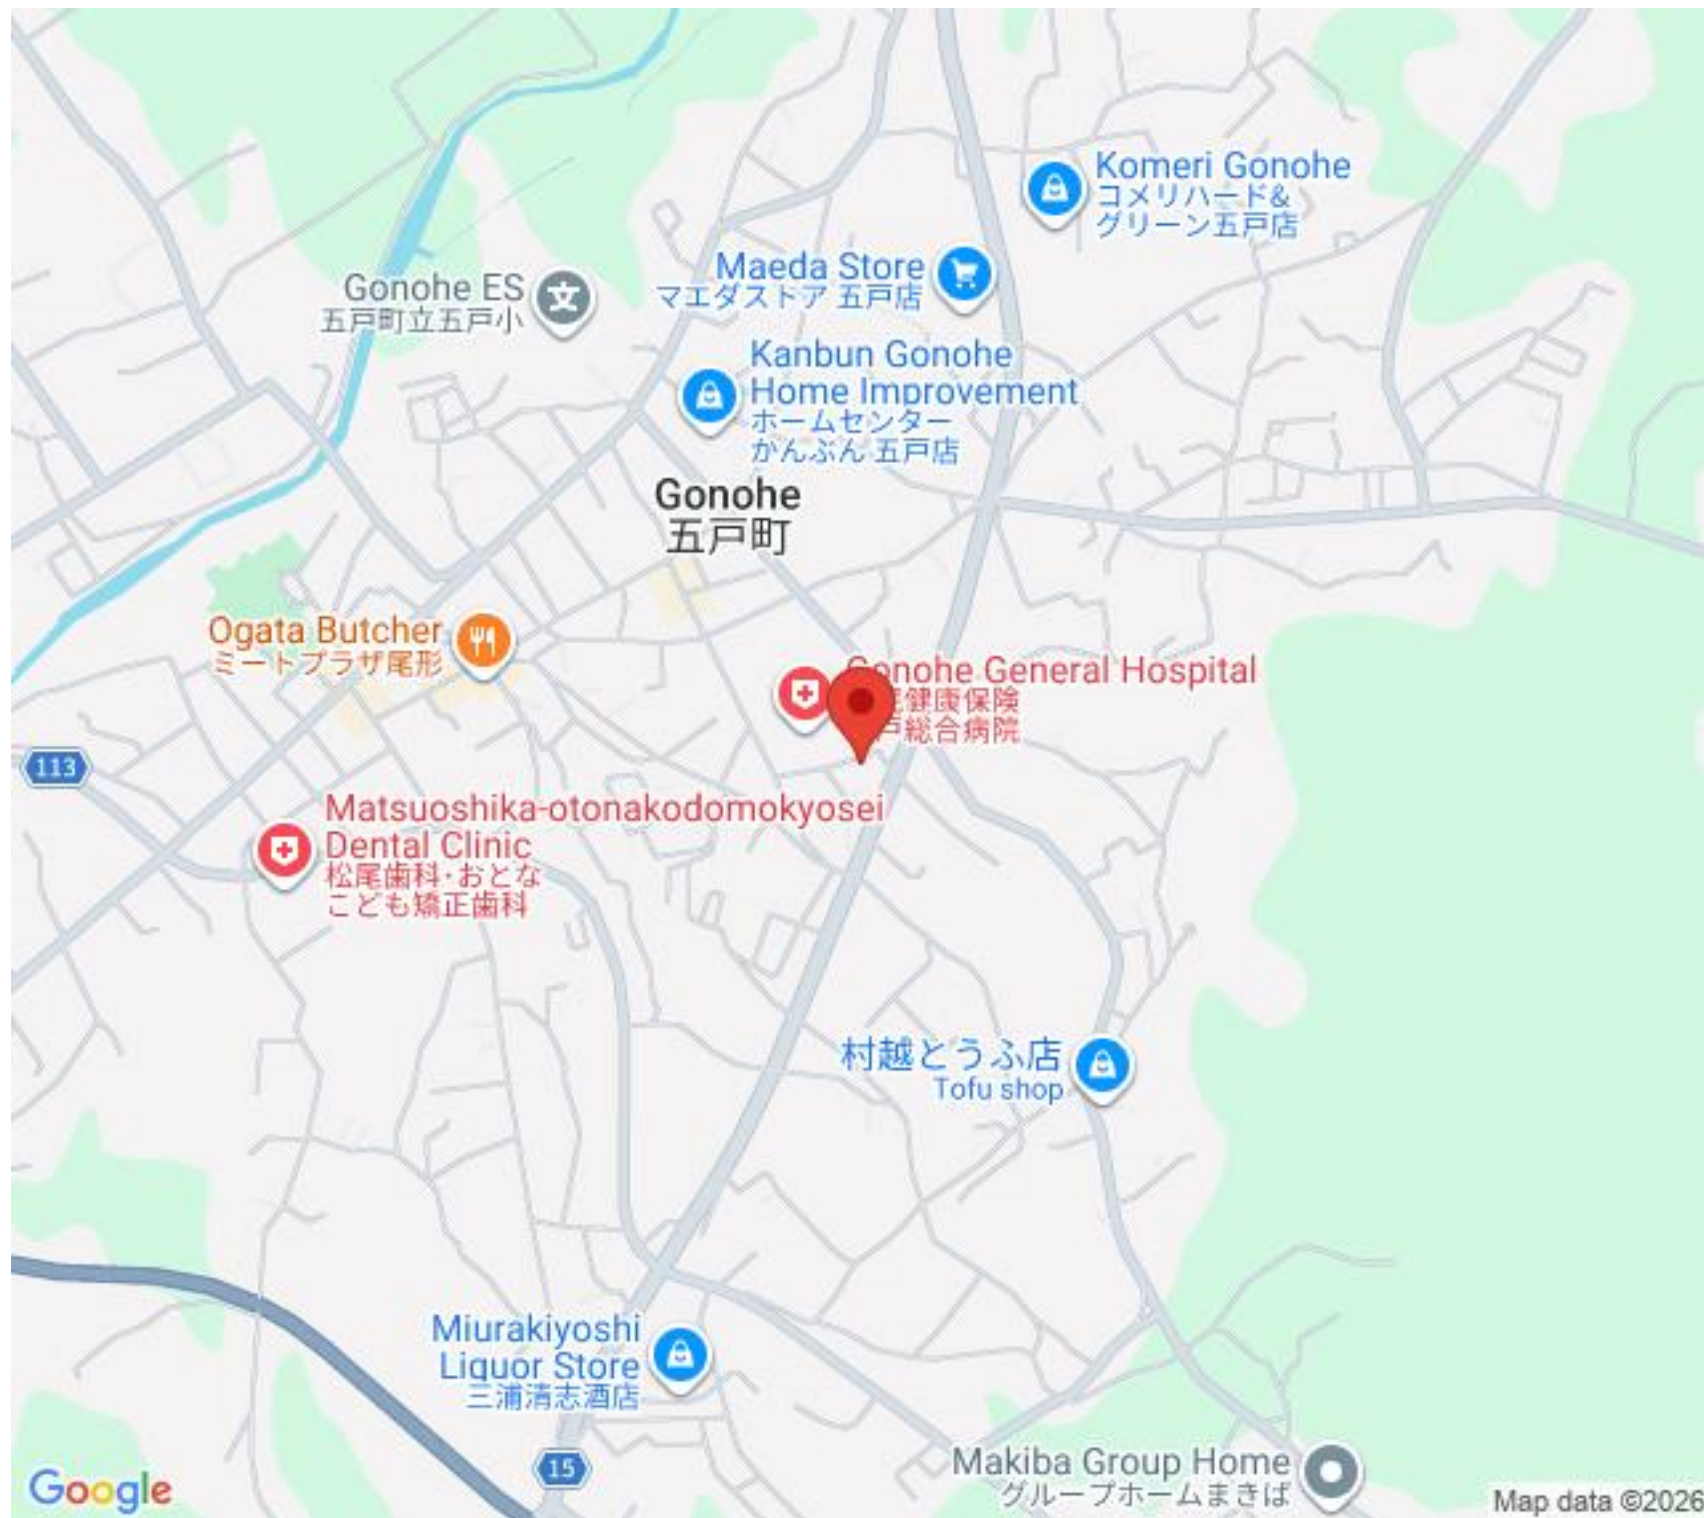 Komeri Gonohe
コメリハード&
グリーン五戸店
Maeda Store
マエダストア 五戸店
Gonohe ES
五戸町立五戸小
文
Kanbun Gonohe
Home Improvement
ホームセンター
かんぶん 五戸店
Gonohe
五戸町
Ogata Butcher
ミートプラザ尾形
Gonohe General Hospital
健康保険
戸総合病院
113
Matsuoshika-otonakodomokyosei
Dental Clinic
松尾歯科・おとな
こども矯正歯科
村越とうふ店
Tofu shop
Miurakiyoshi
Liquor Store
三浦清志酒店
15
Makiba Group Home
グループホームまきば
Google
Map data ©2026